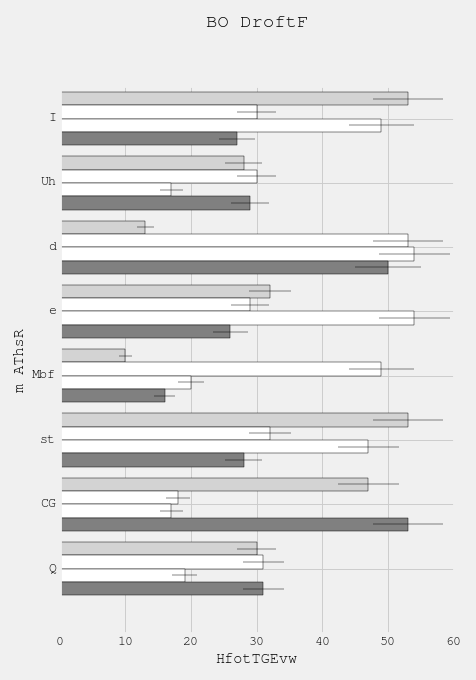 BO DroftF
I
Uh
d
e
Mbf
st
CG
Q
m AThsR
0 10 20 30 40 50 60
HfotTGEvw